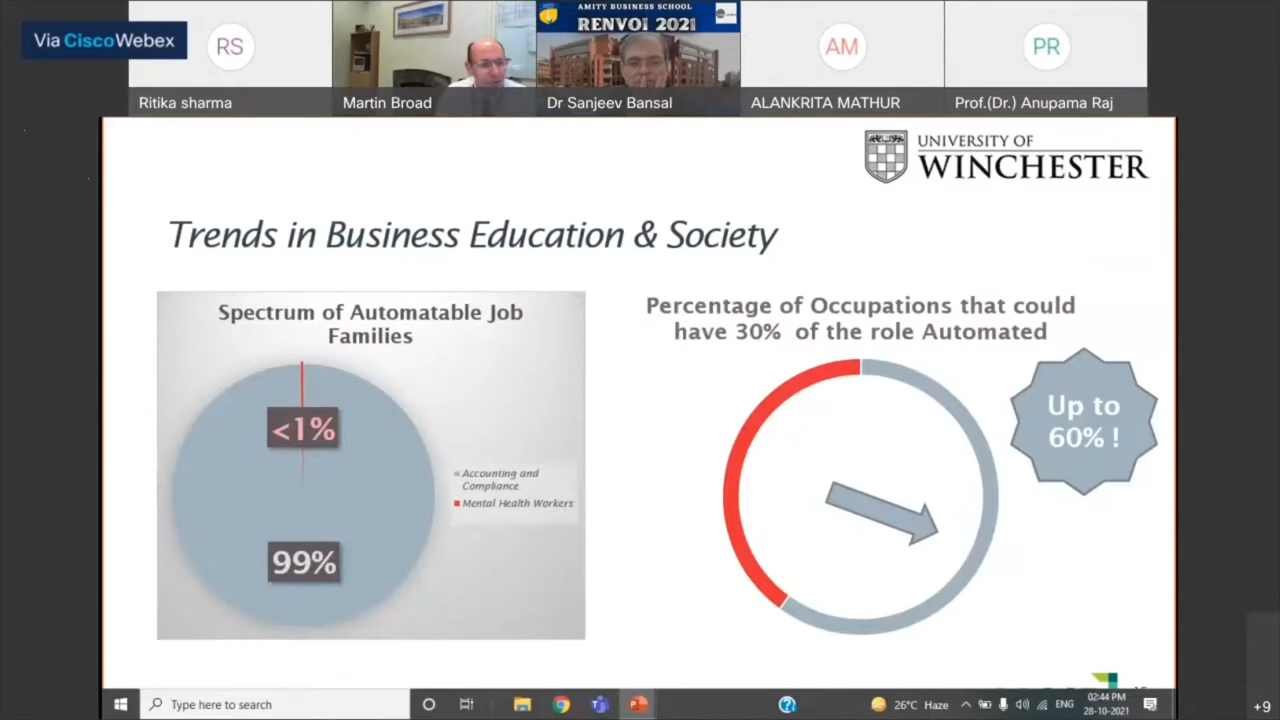 Via CiscoWebex
RS
AMITY BUSINESS SCHOOL
RENVOI 2021
AM
PR
Ritika sharma
Martin Broad
Dr Sanjeev Bansal
ALANKRITA MATHUR
Prof.(Dr.) Anupama Raj
UNIVERSITY OF
WINCHESTER
Trends in Business Education & Society
Spectrum of Automatable Job
Families
<1%
99%
Accounting and
Compliance
Mental Health Workers
Percentage of Occupations that could
have 30% of the role Automated
Up to
60% !
Type here to search
26°C Haze
ENG
02:44 PM
28-10-2021
+9